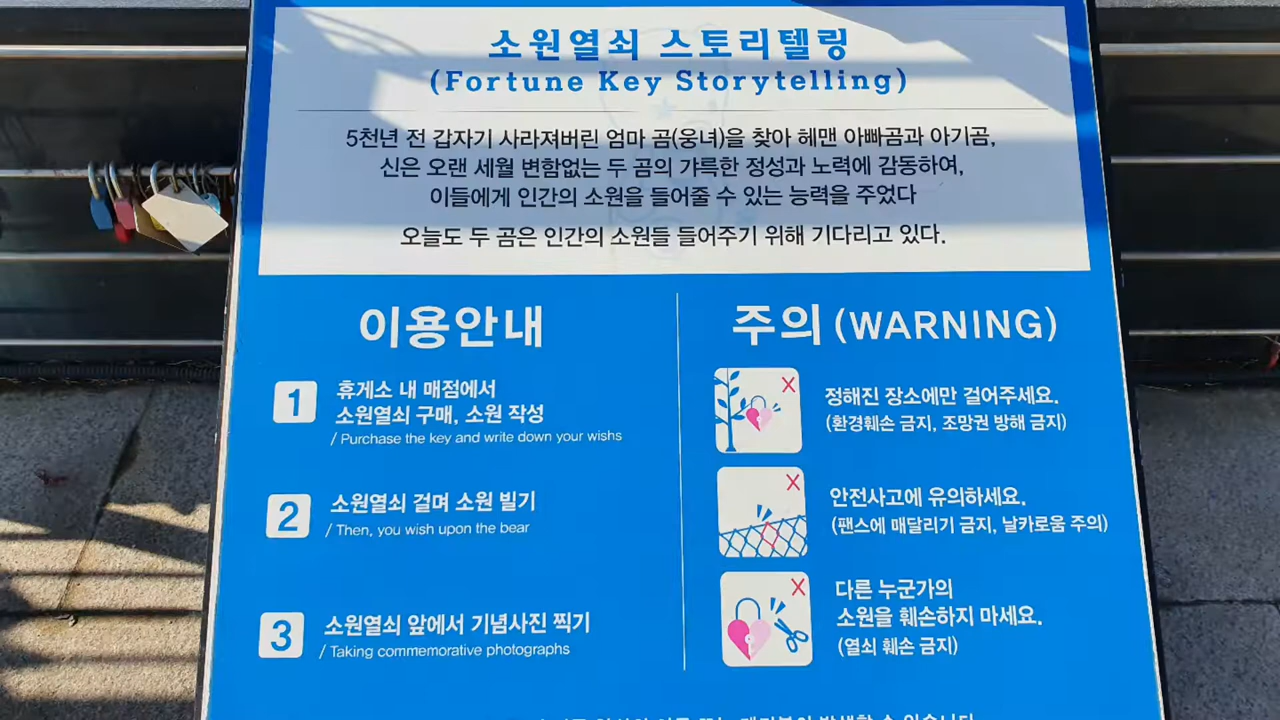 소원열쇠 스토리텔링
(Fortune Key Storytelling)
5천년 전 갑자기 사라져버린 엄마 곰(웅녀)을 찾아 헤맨 아빠곰과 아기곰,
신은 오랜 세월 변함없는 두 곰의 갸륵한 정성과 노력에 감동하여,
이들에게 인간의 소원을 들어줄 수 있는 능력을 주었다
오늘도 두 곰은 인간의 소원들 들어주기 위해 기다리고 있다.
이용안내
1
휴게소 내 매점에서
소원열쇠 구매, 소원 작성
/ Purchase the key and write down your wishs
2
소원열쇠 걸며 소원 빌기
/ Then, you wish upon the bear
3
소원열쇠 앞에서 기념사진 찍기
/ Taking commemorative photographs
주의 (WARNING)
정해진 장소에만 걸어주세요.
(환경훼손 금지, 조망권 방해 금지)
안전사고에 유의하세요.
(팬스에 매달리기 금지, 날카로움 주의)
다른 누군가의
소원을 훼손하지 마세요.
(열쇠 훼손 금지)